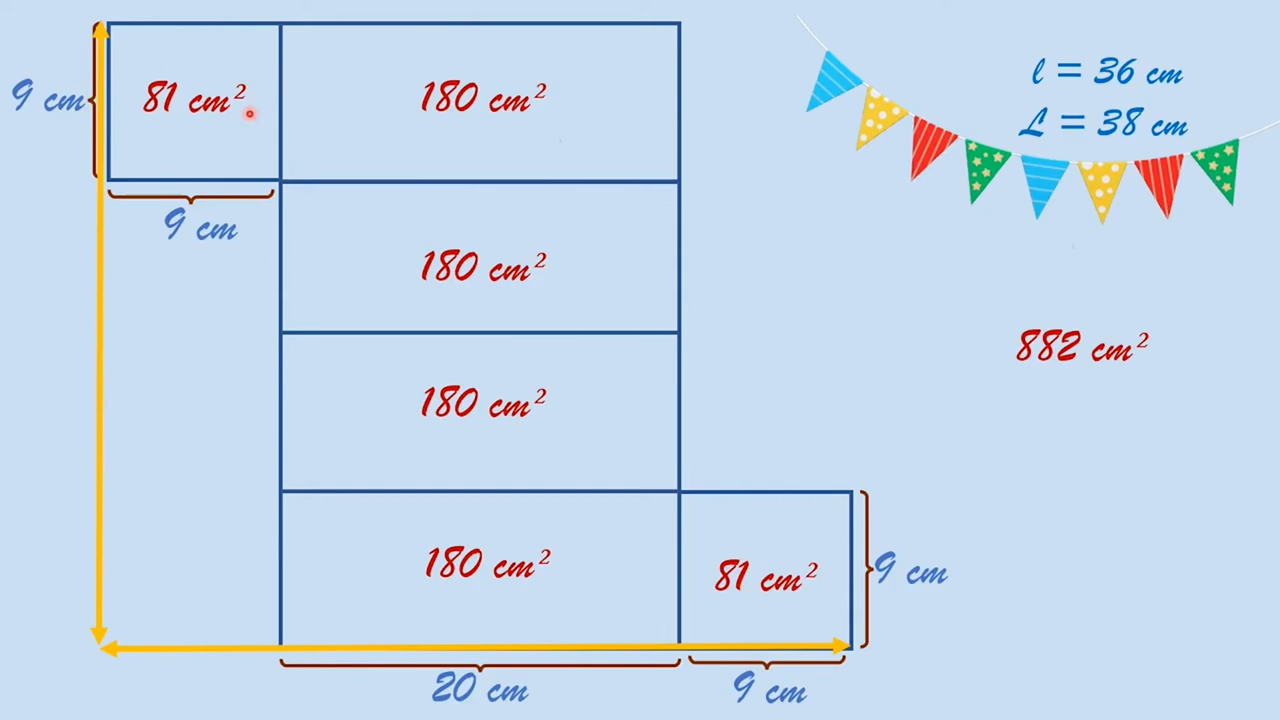 9 cm
81 cm²
180 cm²
l = 36 cm
L = 38 cm
9 cm
180 cm²
882 cm²
180 cm²
180 cm²
81 cm²
9 cm
20 cm
9 cm